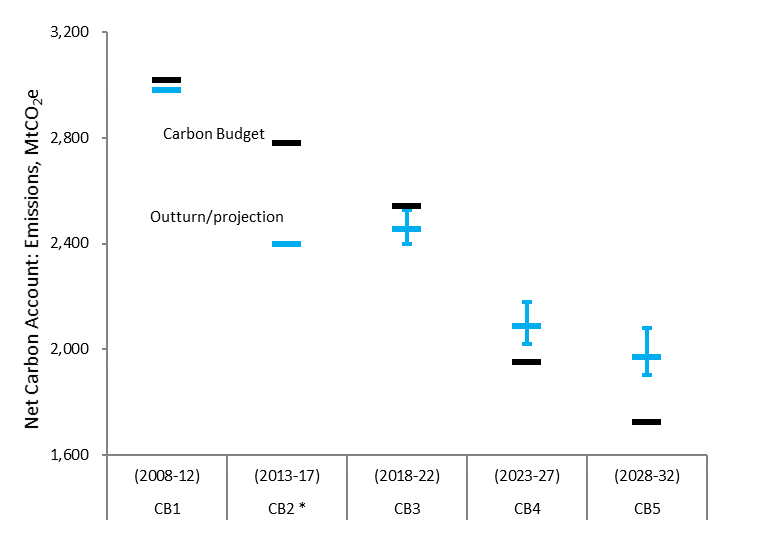 Net Carbon Account: Emissions, MtCO₂e
3,200
2,800
2,400
2,000
1,600
Carbon Budget
Outturn/projection
(2008-12) (2013-17) (2018-22) (2023-27) (2028-32)
CB1 CB2 * CB3 CB4 CB5